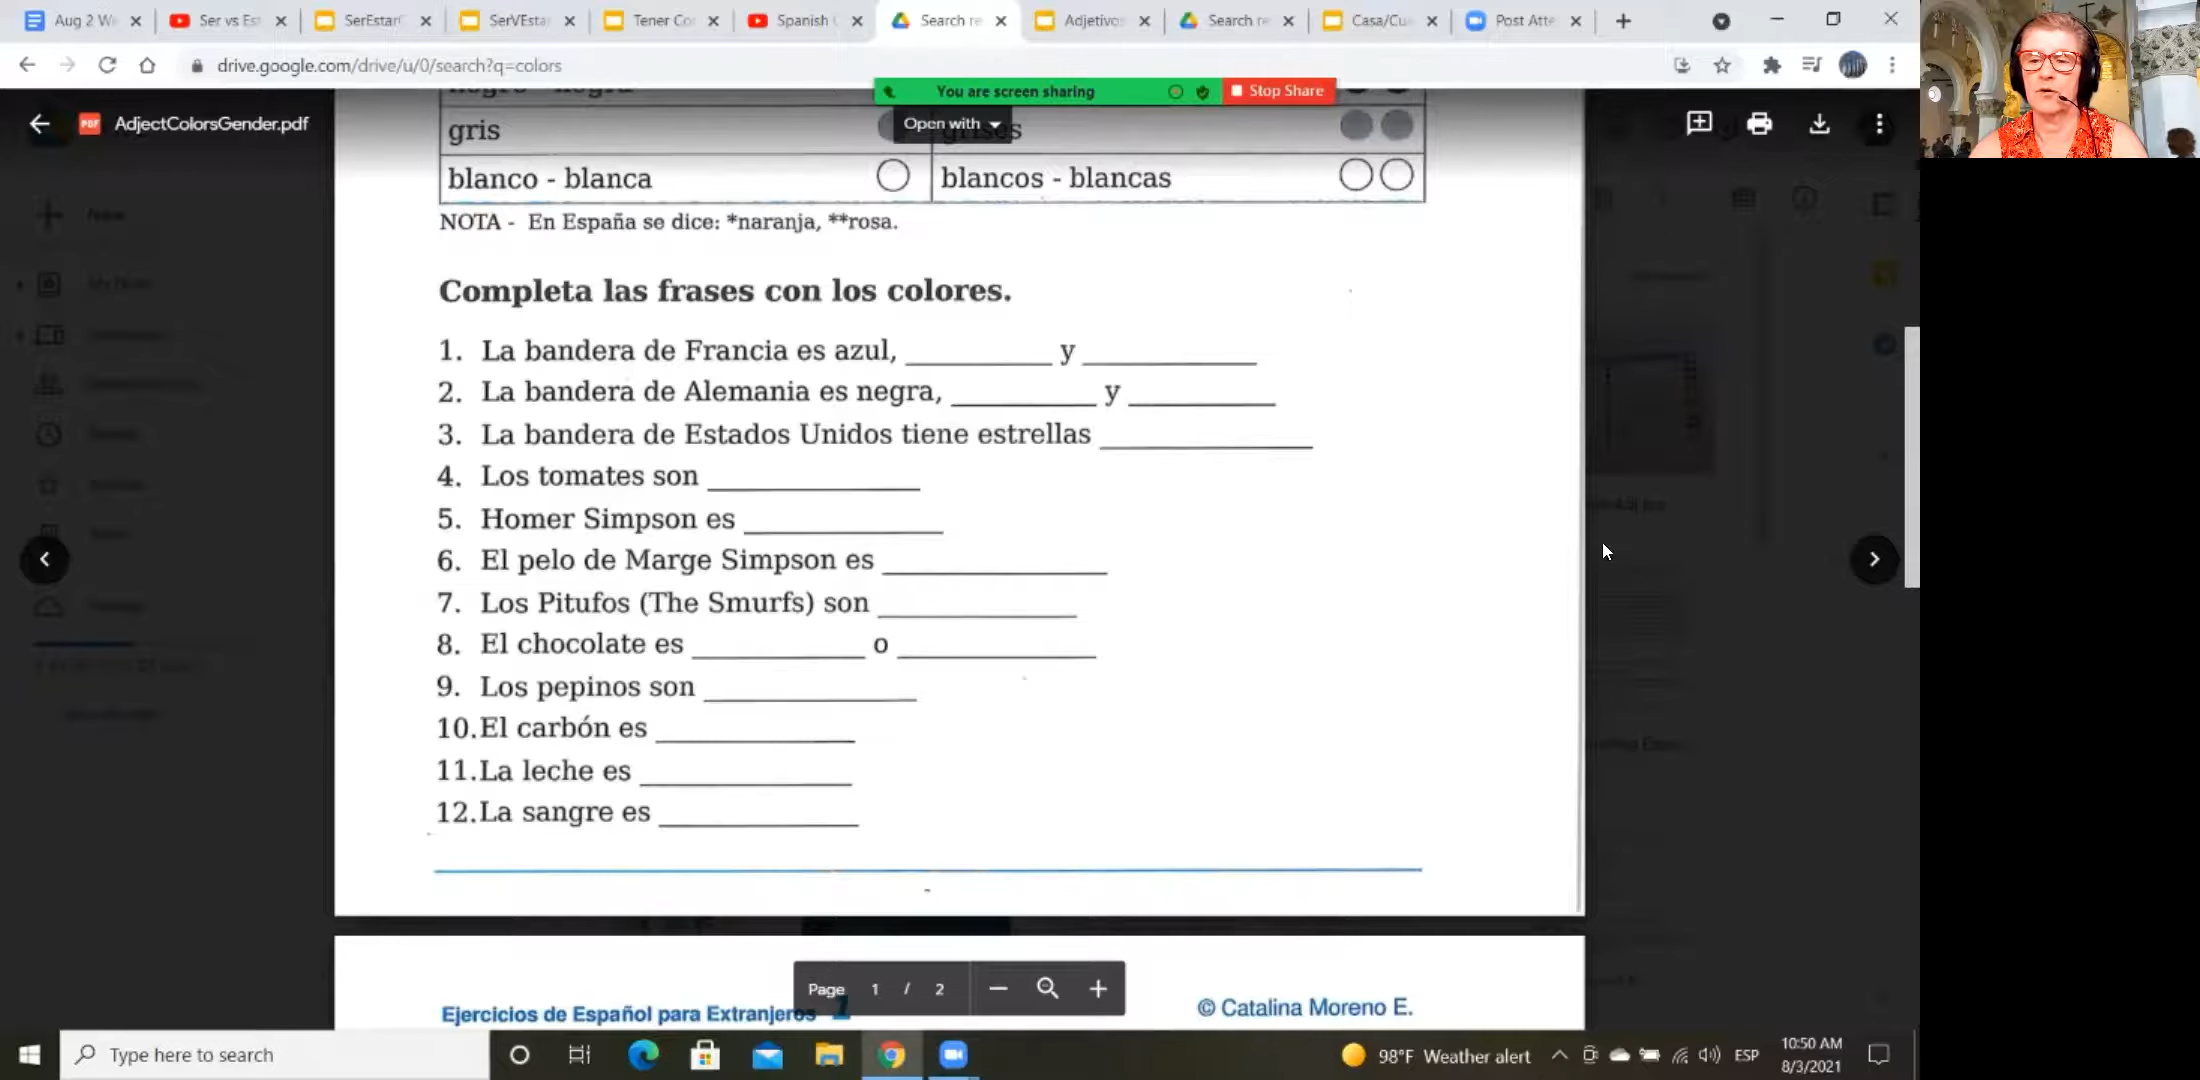 Aug 2 W
Ser vs Est
SerEstar
SerVEsta
Tener Co
Spanish
Search re
Adjetivos
Search re
Casa/Cu
Post Atte
drive.google.com/drive/u/0/search?q=colors
You are screen sharing
Stop Share
PDF
AdjectColorsGender.pdf
Open with
gris
grises
blanco - blanca
blancos - blancas
NOTA - En España se dice: *naranja, **rosa.
Completa las frases con los colores.
1. La bandera de Francia es azul, __________ y __________
2. La bandera de Alemania es negra, __________ y __________
3. La bandera de Estados Unidos tiene estrellas __________
4. Los tomates son __________
5. Homer Simpson es __________
6. El pelo de Marge Simpson es __________
7. Los Pitufos (The Smurfs) son __________
8. El chocolate es __________ o __________
9. Los pepinos son __________
10.El carbón es __________
11.La leche es __________
12.La sangre es __________
Page 1 / 2
Ejercicios de Español para Extranjeros 1
© Catalina Moreno E.
Type here to search
98°F Weather alert
ESP
10:50 AM
8/3/2021